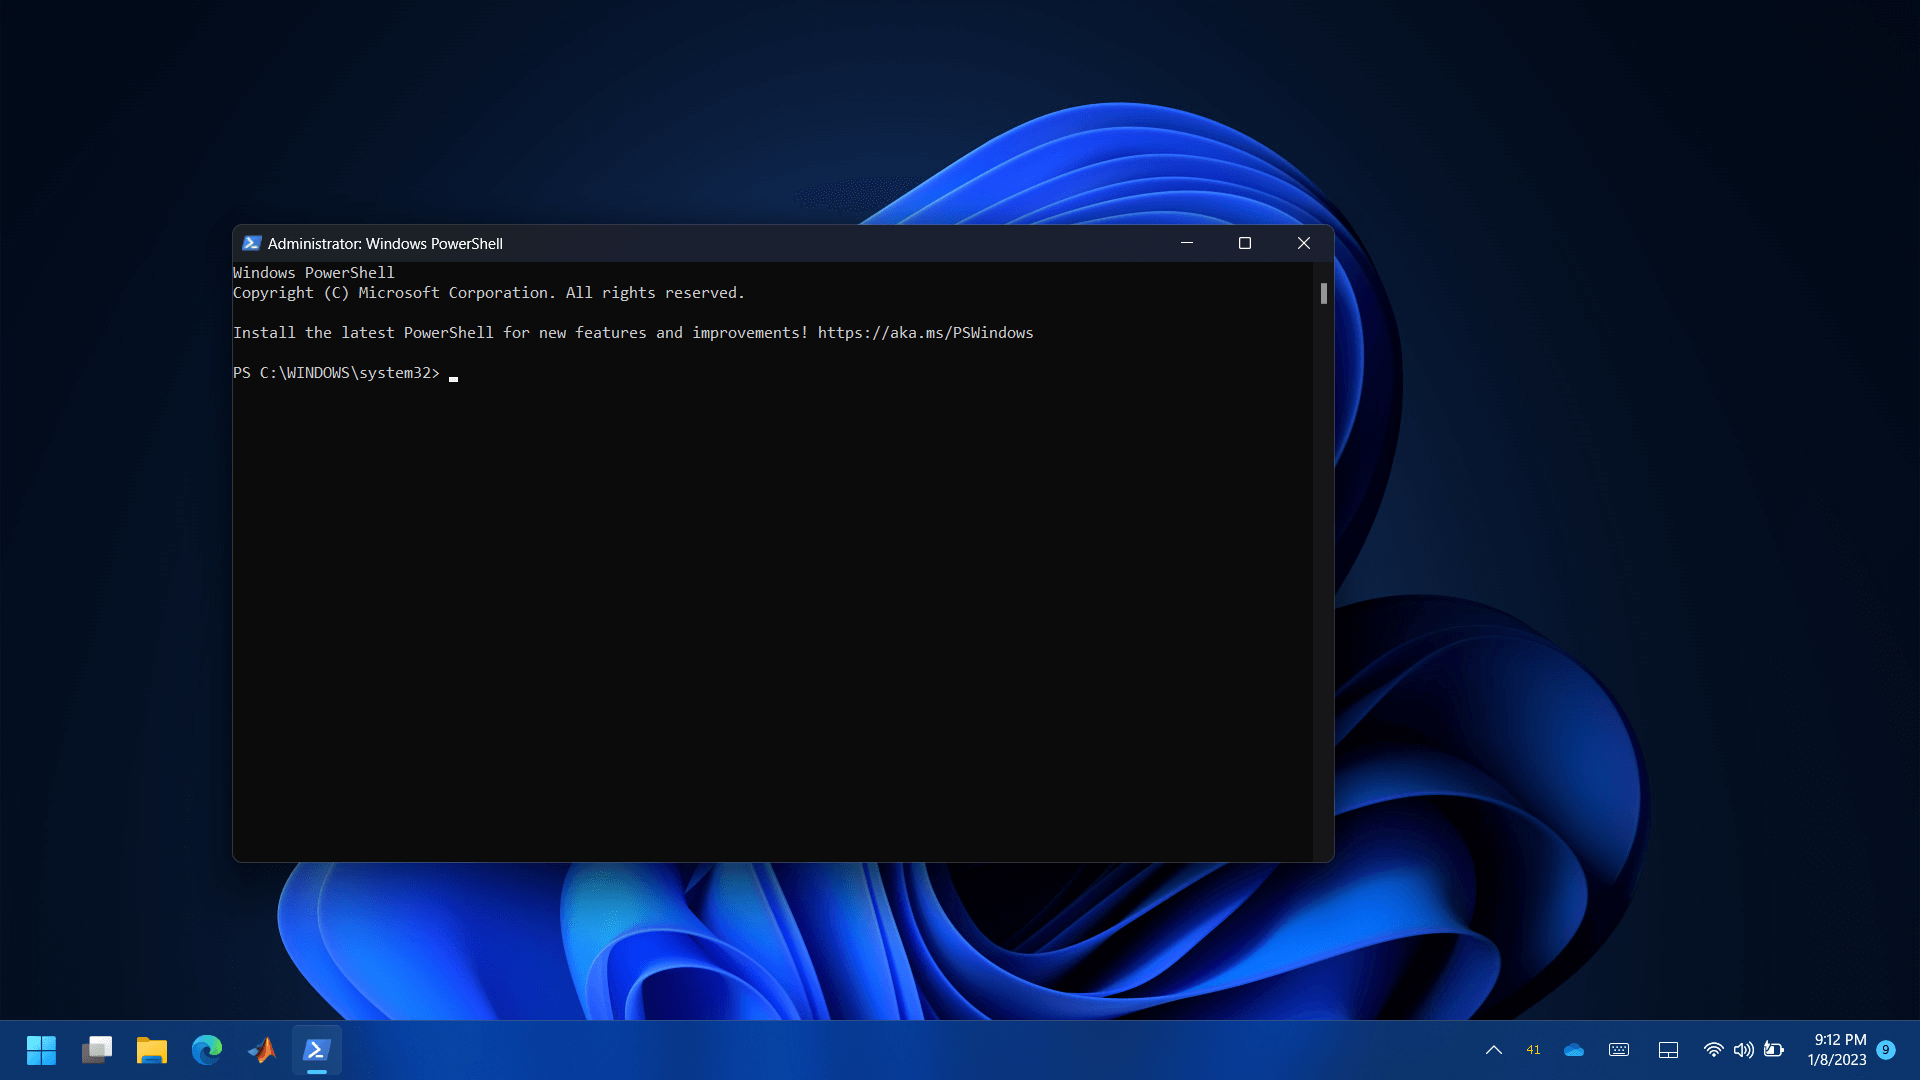 Administrator: Windows PowerShell
Windows PowerShell
Copyright (C) Microsoft Corporation. All rights reserved.
Install the latest PowerShell for new features and improvements! https://aka.ms/PSWindows
PS C:\WINDOWS\system32>
41
9:12 PM
1/8/2023
9